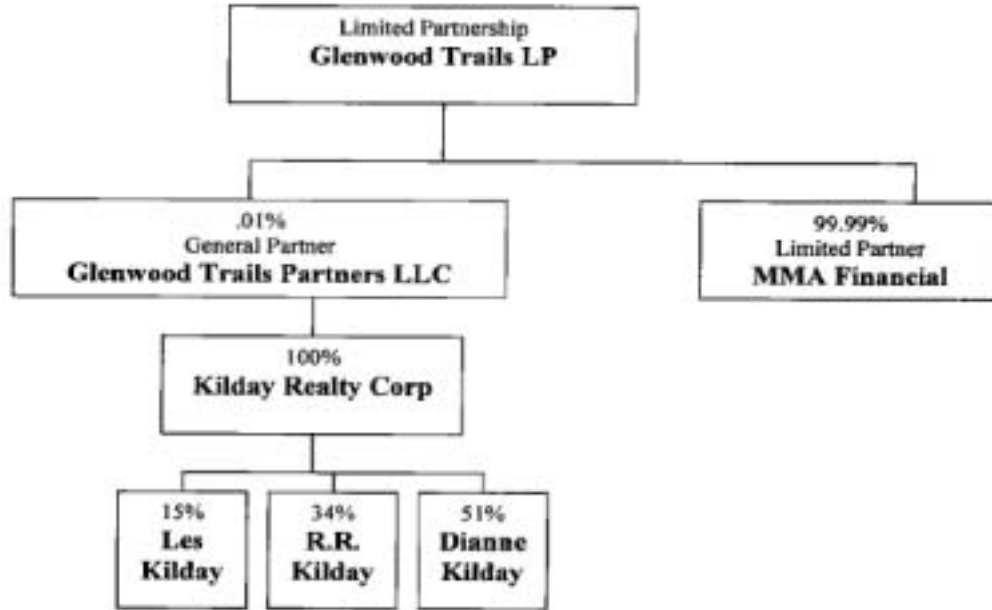 Limited Partnership
Glenwood Trails LP
.01%
General Partner
Glenwood Trails Partners LLC
99.99%
Limited Partner
MMA Financial
100%
Kilday Realty Corp
15%
Les
Kilday
34%
R.R.
Kilday
51%
Dianne
Kilday